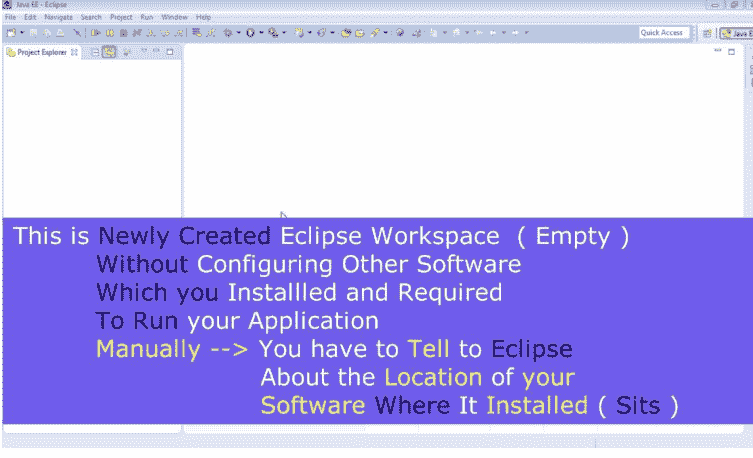 Java EE - Eclipse
File Edit Navigate Search Project Run Window Help
Quick Access
Java E
Project Explorer
This is Newly Created Eclipse Workspace ( Empty )
Without Configuring Other Software
Which you Installled and Required
To Run your Application
Manually --> You have to Tell to Eclipse
About the Location of your
Software Where It Installed ( Sits )